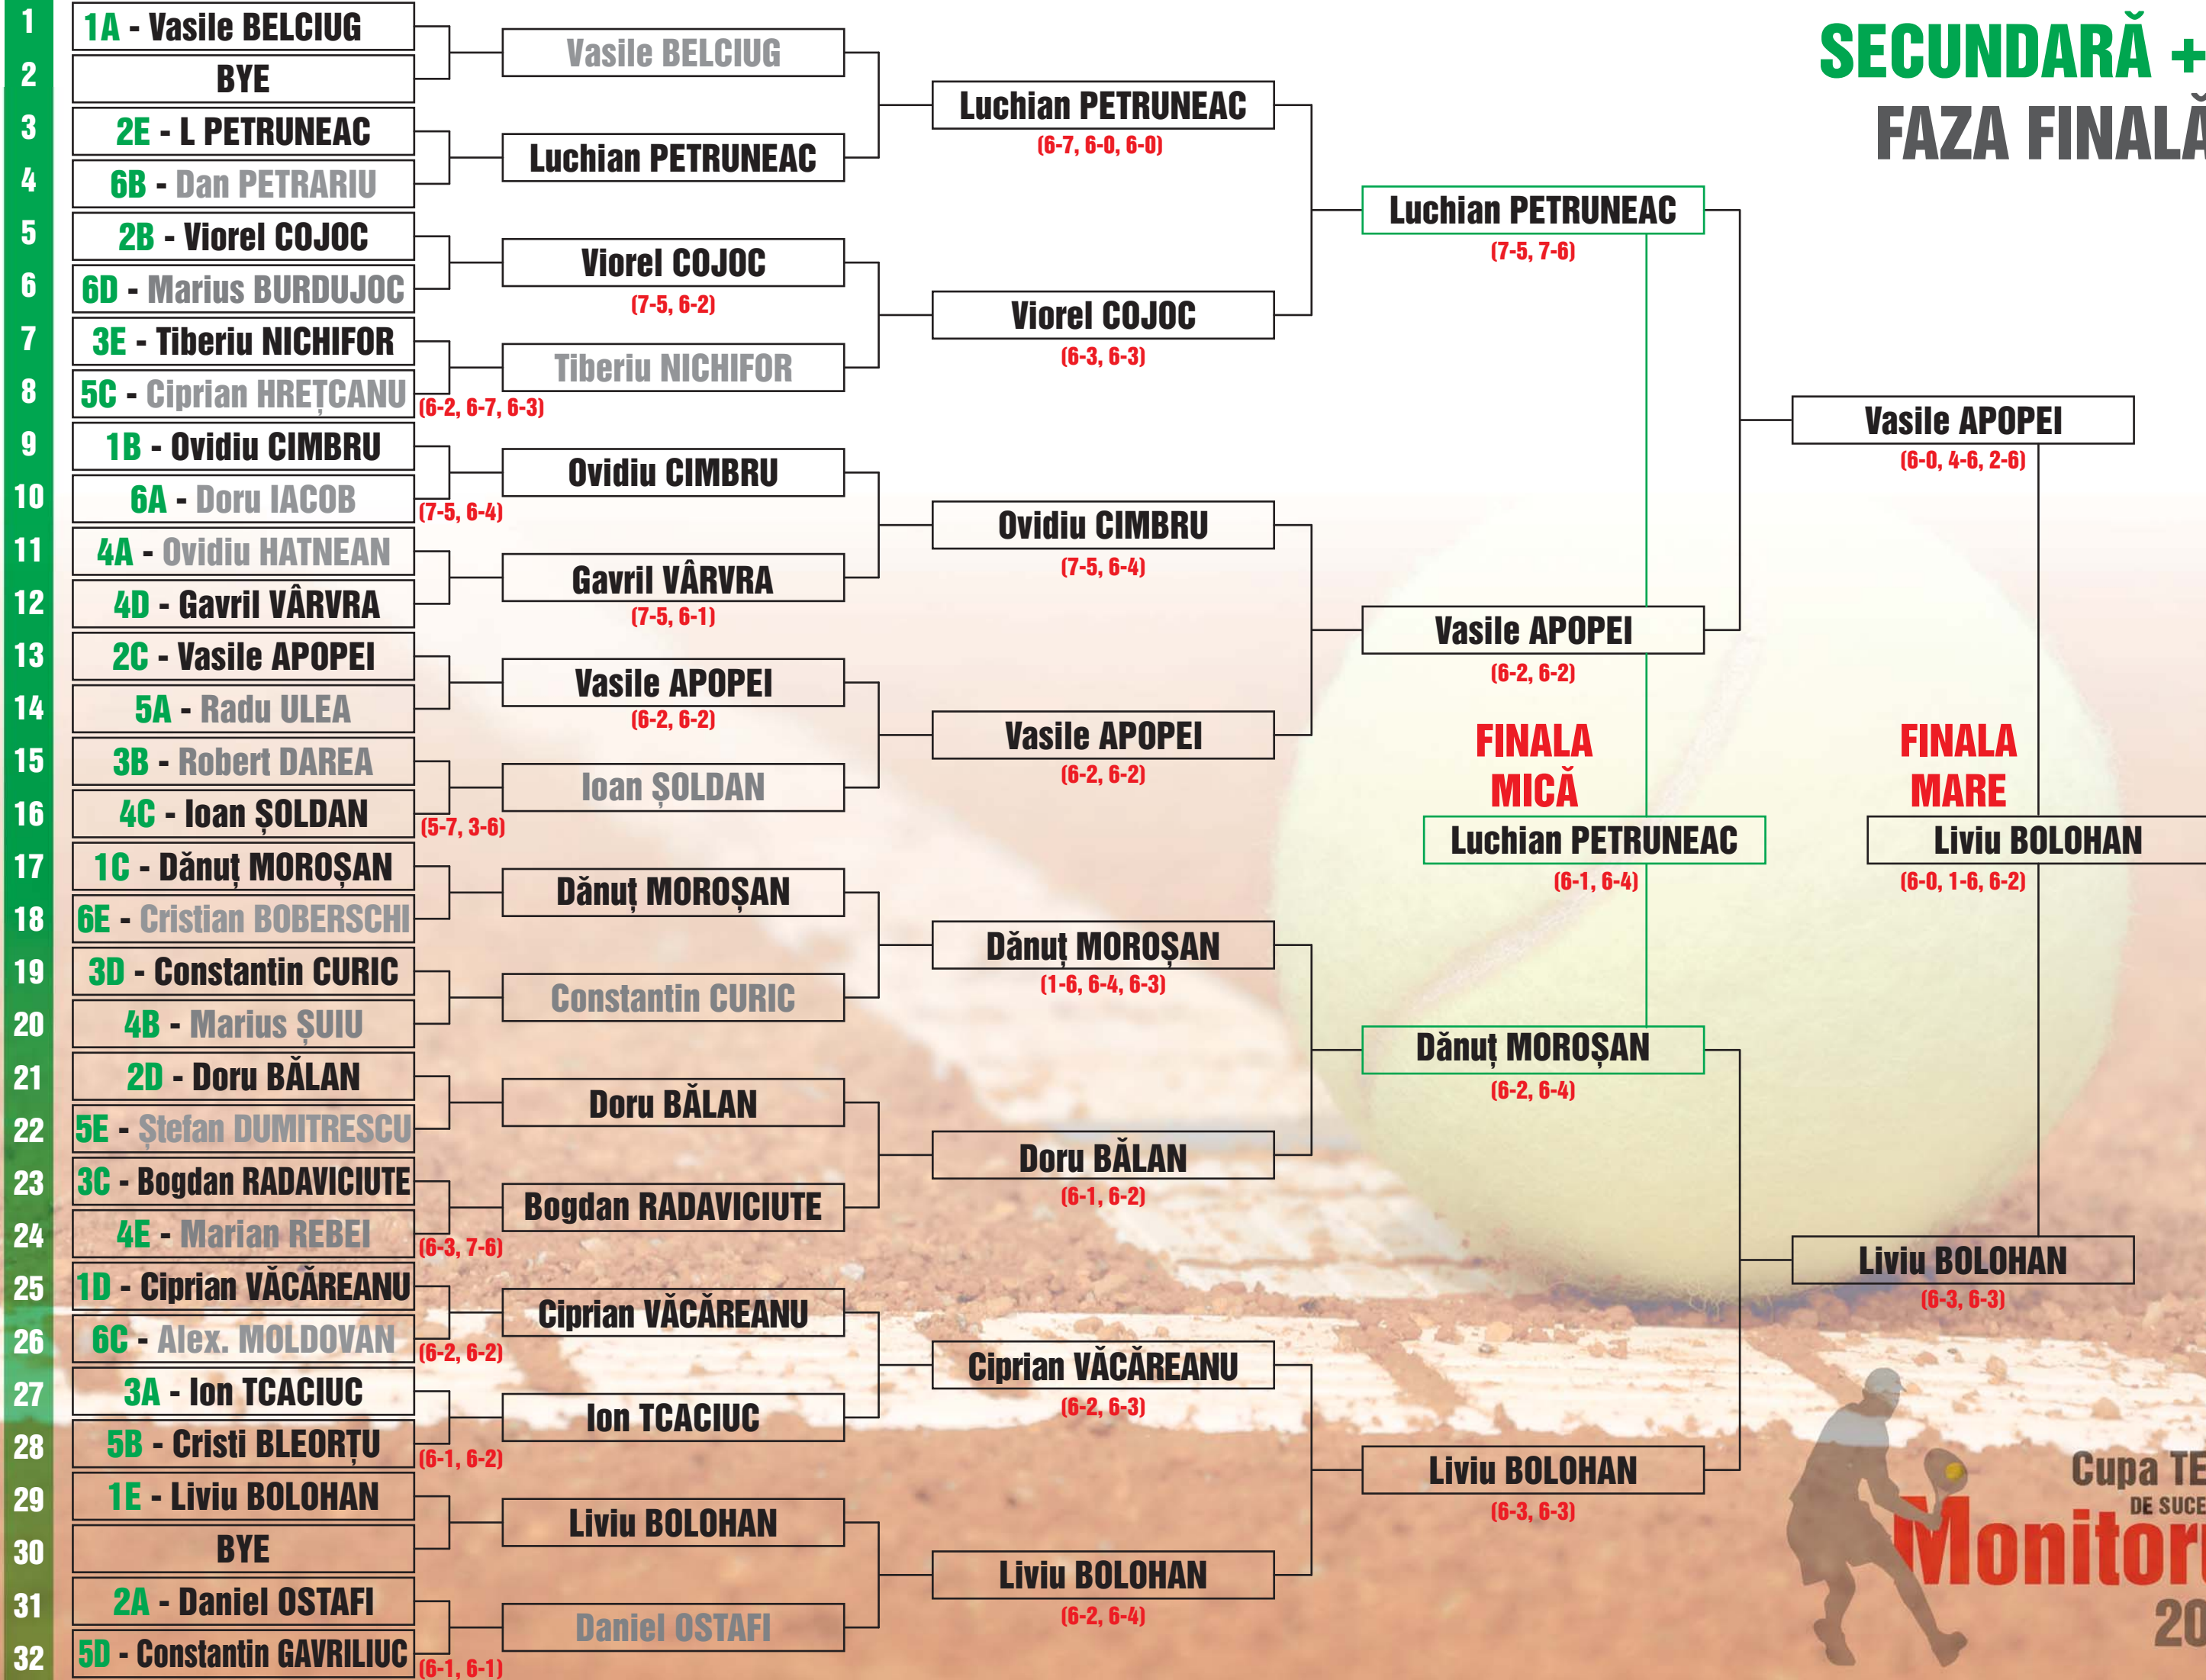 SECUNDARĂ +
FAZA FINALĂ
1 1A - Vasile BELCIUG
2 BYE
3 2E - L PETRUNEAC
4 6B - Dan PETRARIU
5 2B - Viorel COJOC
6 6D - Marius BURDUJOC
7 3E - Tiberiu NICHIFOR
8 5C - Ciprian HREȚCANU (6-2, 6-7, 6-3)
9 1B - Ovidiu CIMBRU
10 6A - Doru IACOB (7-5, 6-4)
11 4A - Ovidiu HATNEAN
12 4D - Gavril VÂRVRA
13 2C - Vasile APOPEI
14 5A - Radu ULEA
15 3B - Robert DAREA
16 4C - Ioan ȘOLDAN (5-7, 3-6)
17 1C - Dănuț MOROȘAN
18 6E - Cristian BOBERSCHI
19 3D - Constantin CURIC
20 4B - Marius ȘUIU
21 2D - Doru BĂLAN
22 5E - Ștefan DUMITRESCU
23 3C - Bogdan RADAVICIUTE
24 4E - Marian REBEI (6-3, 7-6)
25 1D - Ciprian VĂCĂREANU
26 6C - Alex. MOLDOVAN (6-2, 6-2)
27 3A - Ion TCACIUC
28 5B - Cristi BLEORȚU (6-1, 6-2)
29 1E - Liviu BOLOHAN
30 BYE
31 2A - Daniel OSTAFI
32 5D - Constantin GAVRILIUC (6-1, 6-1)
Vasile BELCIUG
Luchian PETRUNEAC
Viorel COJOC
(7-5, 6-2)
Tiberiu NICHIFOR
Ovidiu CIMBRU
Gavril VÂRVRA
(7-5, 6-1)
Vasile APOPEI
(6-2, 6-2)
Ioan ȘOLDAN
Dănuț MOROȘAN
Constantin CURIC
Doru BĂLAN
Bogdan RADAVICIUTE
Ciprian VĂCĂREANU
Ion TCACIUC
Liviu BOLOHAN
Daniel OSTAFI
Luchian PETRUNEAC
(6-7, 6-0, 6-0)
Viorel COJOC
(6-3, 6-3)
Ovidiu CIMBRU
(7-5, 6-4)
Vasile APOPEI
(6-2, 6-2)
Dănuț MOROȘAN
(1-6, 6-4, 6-3)
Doru BĂLAN
(6-1, 6-2)
Ciprian VĂCĂREANU
(6-2, 6-3)
Liviu BOLOHAN
(6-2, 6-4)
Luchian PETRUNEAC
(7-5, 7-6)
Vasile APOPEI
(6-2, 6-2)
FINALA
MICĂ
Luchian PETRUNEAC
(6-1, 6-4)
Dănuț MOROȘAN
(6-2, 6-4)
Liviu BOLOHAN
(6-3, 6-3)
Vasile APOPEI
(6-0, 4-6, 2-6)
FINALA
MARE
Liviu BOLOHAN
(6-0, 1-6, 6-2)
Liviu BOLOHAN
(6-3, 6-3)
Cupa TE
DE SUCE
Monitoru
20